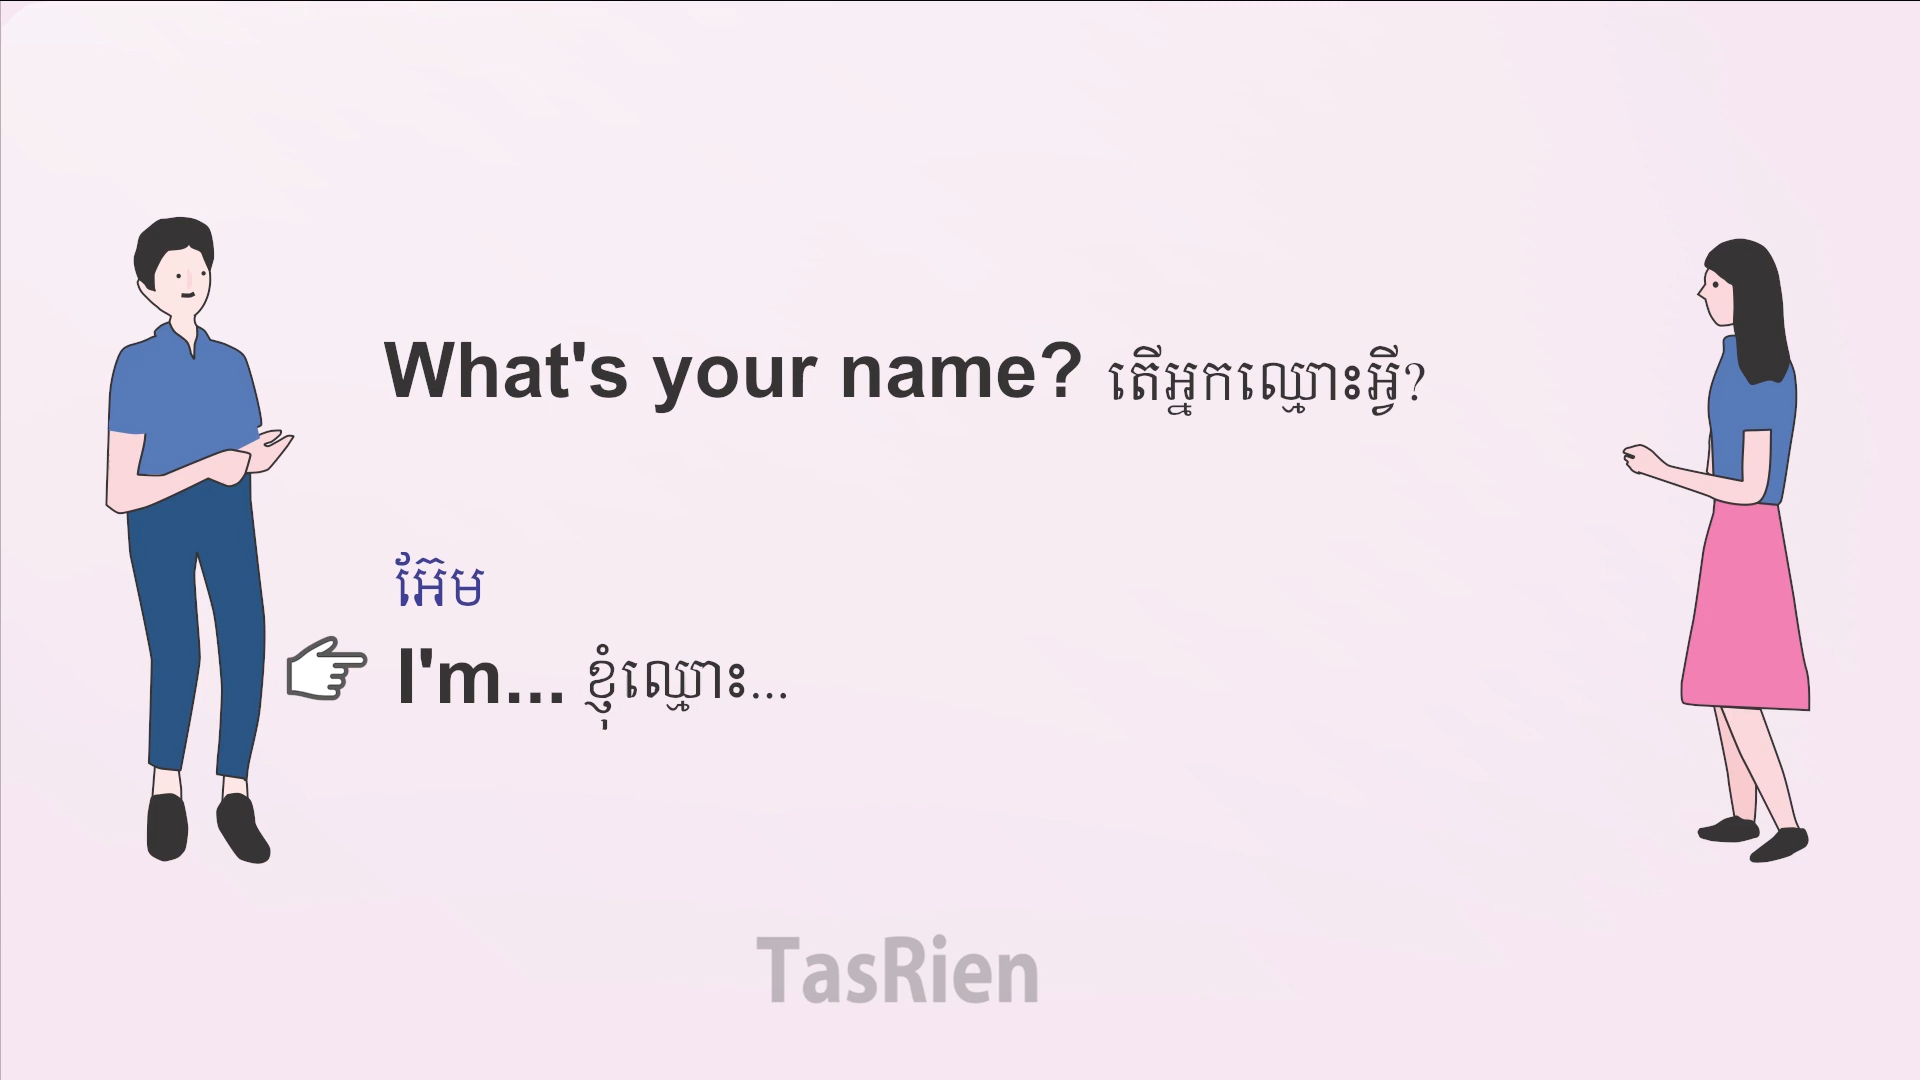 What's your name? តើអ្នកឈ្មោះអ្វី?
អ៊ែម
I'm... ខ្ញុំឈ្មោះ...
TasRien